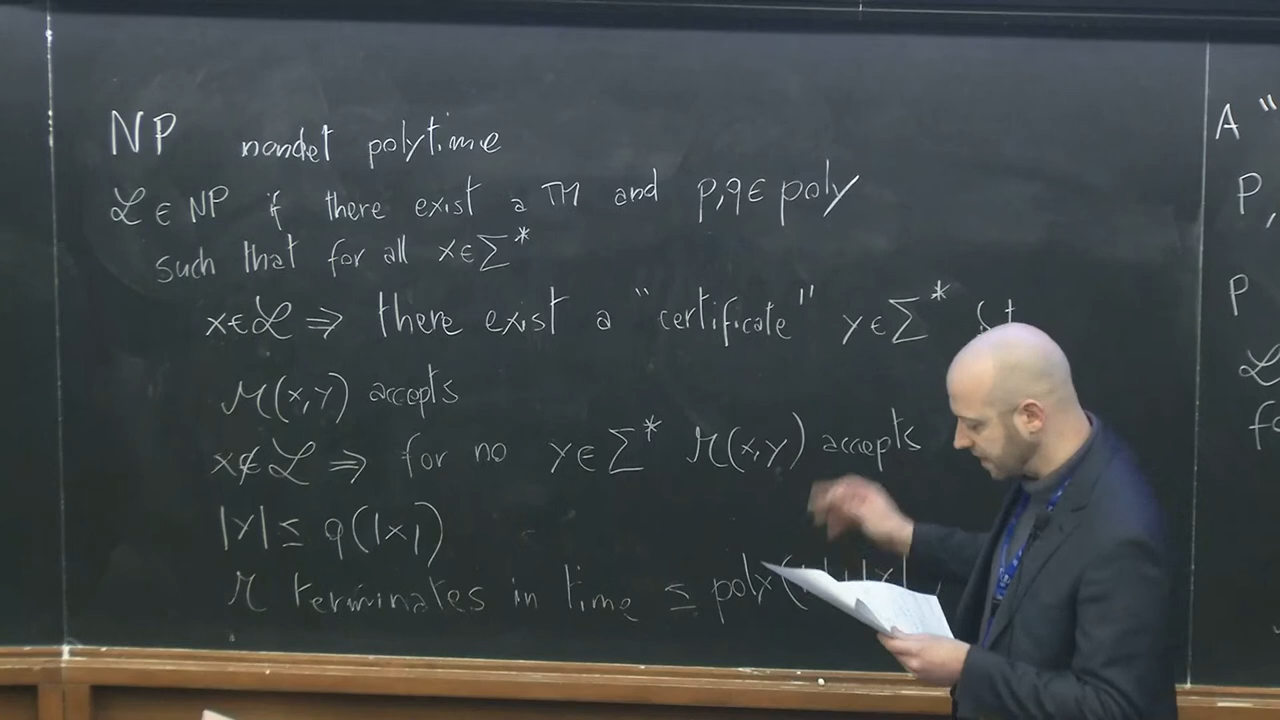 NP nondet polytime
ℒ ∈ NP if there exist a TM and p,q ∈ poly
such that for all x ∈ Σ*
x ∈ ℒ ⇒ there exist a "certificate" y ∈ Σ* st
M(x,y) accepts
x ∉ ℒ ⇒ for no y ∈ Σ* M(x,y) accepts
|y| ≤ q(|x|)
M terminates in time ≤ poly(
A "
P,
P
ℒ
fo